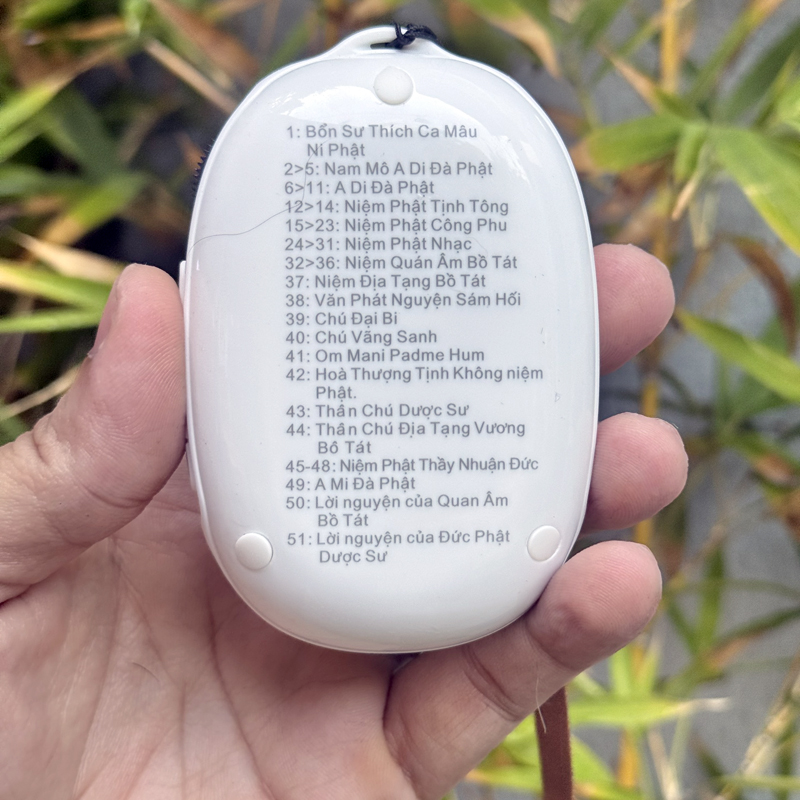 1: Bổn Sư Thích Ca Mâu
Ni Phật
2>5: Nam Mô A Di Đà Phật
6>11: A Di Đà Phật
12>14: Niệm Phật Tịnh Tông
15>23: Niệm Phật Công Phu
24>31: Niệm Phật Nhạc
32>36: Niệm Quán Âm Bồ Tát
37: Niệm Địa Tạng Bồ Tát
38: Văn Phát Nguyện Sám Hối
39: Chú Đại Bi
40: Chú Vãng Sanh
41: Om Mani Padme Hum
42: Hoà Thượng Tịnh Không niệm
Phật.
43: Thần Chú Dược Sư
44: Thần Chú Địa Tạng Vương
Bồ Tát
45-48: Niệm Phật Thầy Nhuận Đức
49: A Mi Đà Phật
50: Lời nguyện của Quan Âm
Bồ Tát
51: Lời nguyện của Đức Phật
Dược Sư